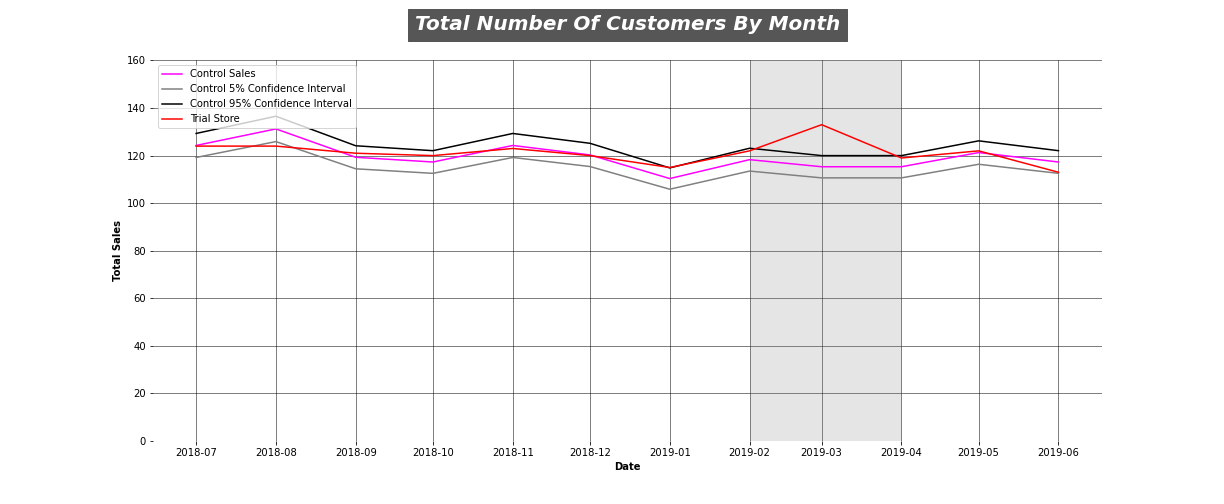 Total Number Of Customers By Month
160
140
120
100
80
60
40
20
0
Total Sales
Control Sales
Control 5% Confidence Interval
Control 95% Confidence Interval
Trial Store
2018-07 2018-08 2018-09 2018-10 2018-11 2018-12 2019-01 2019-02 2019-03 2019-04 2019-05 2019-06
Date